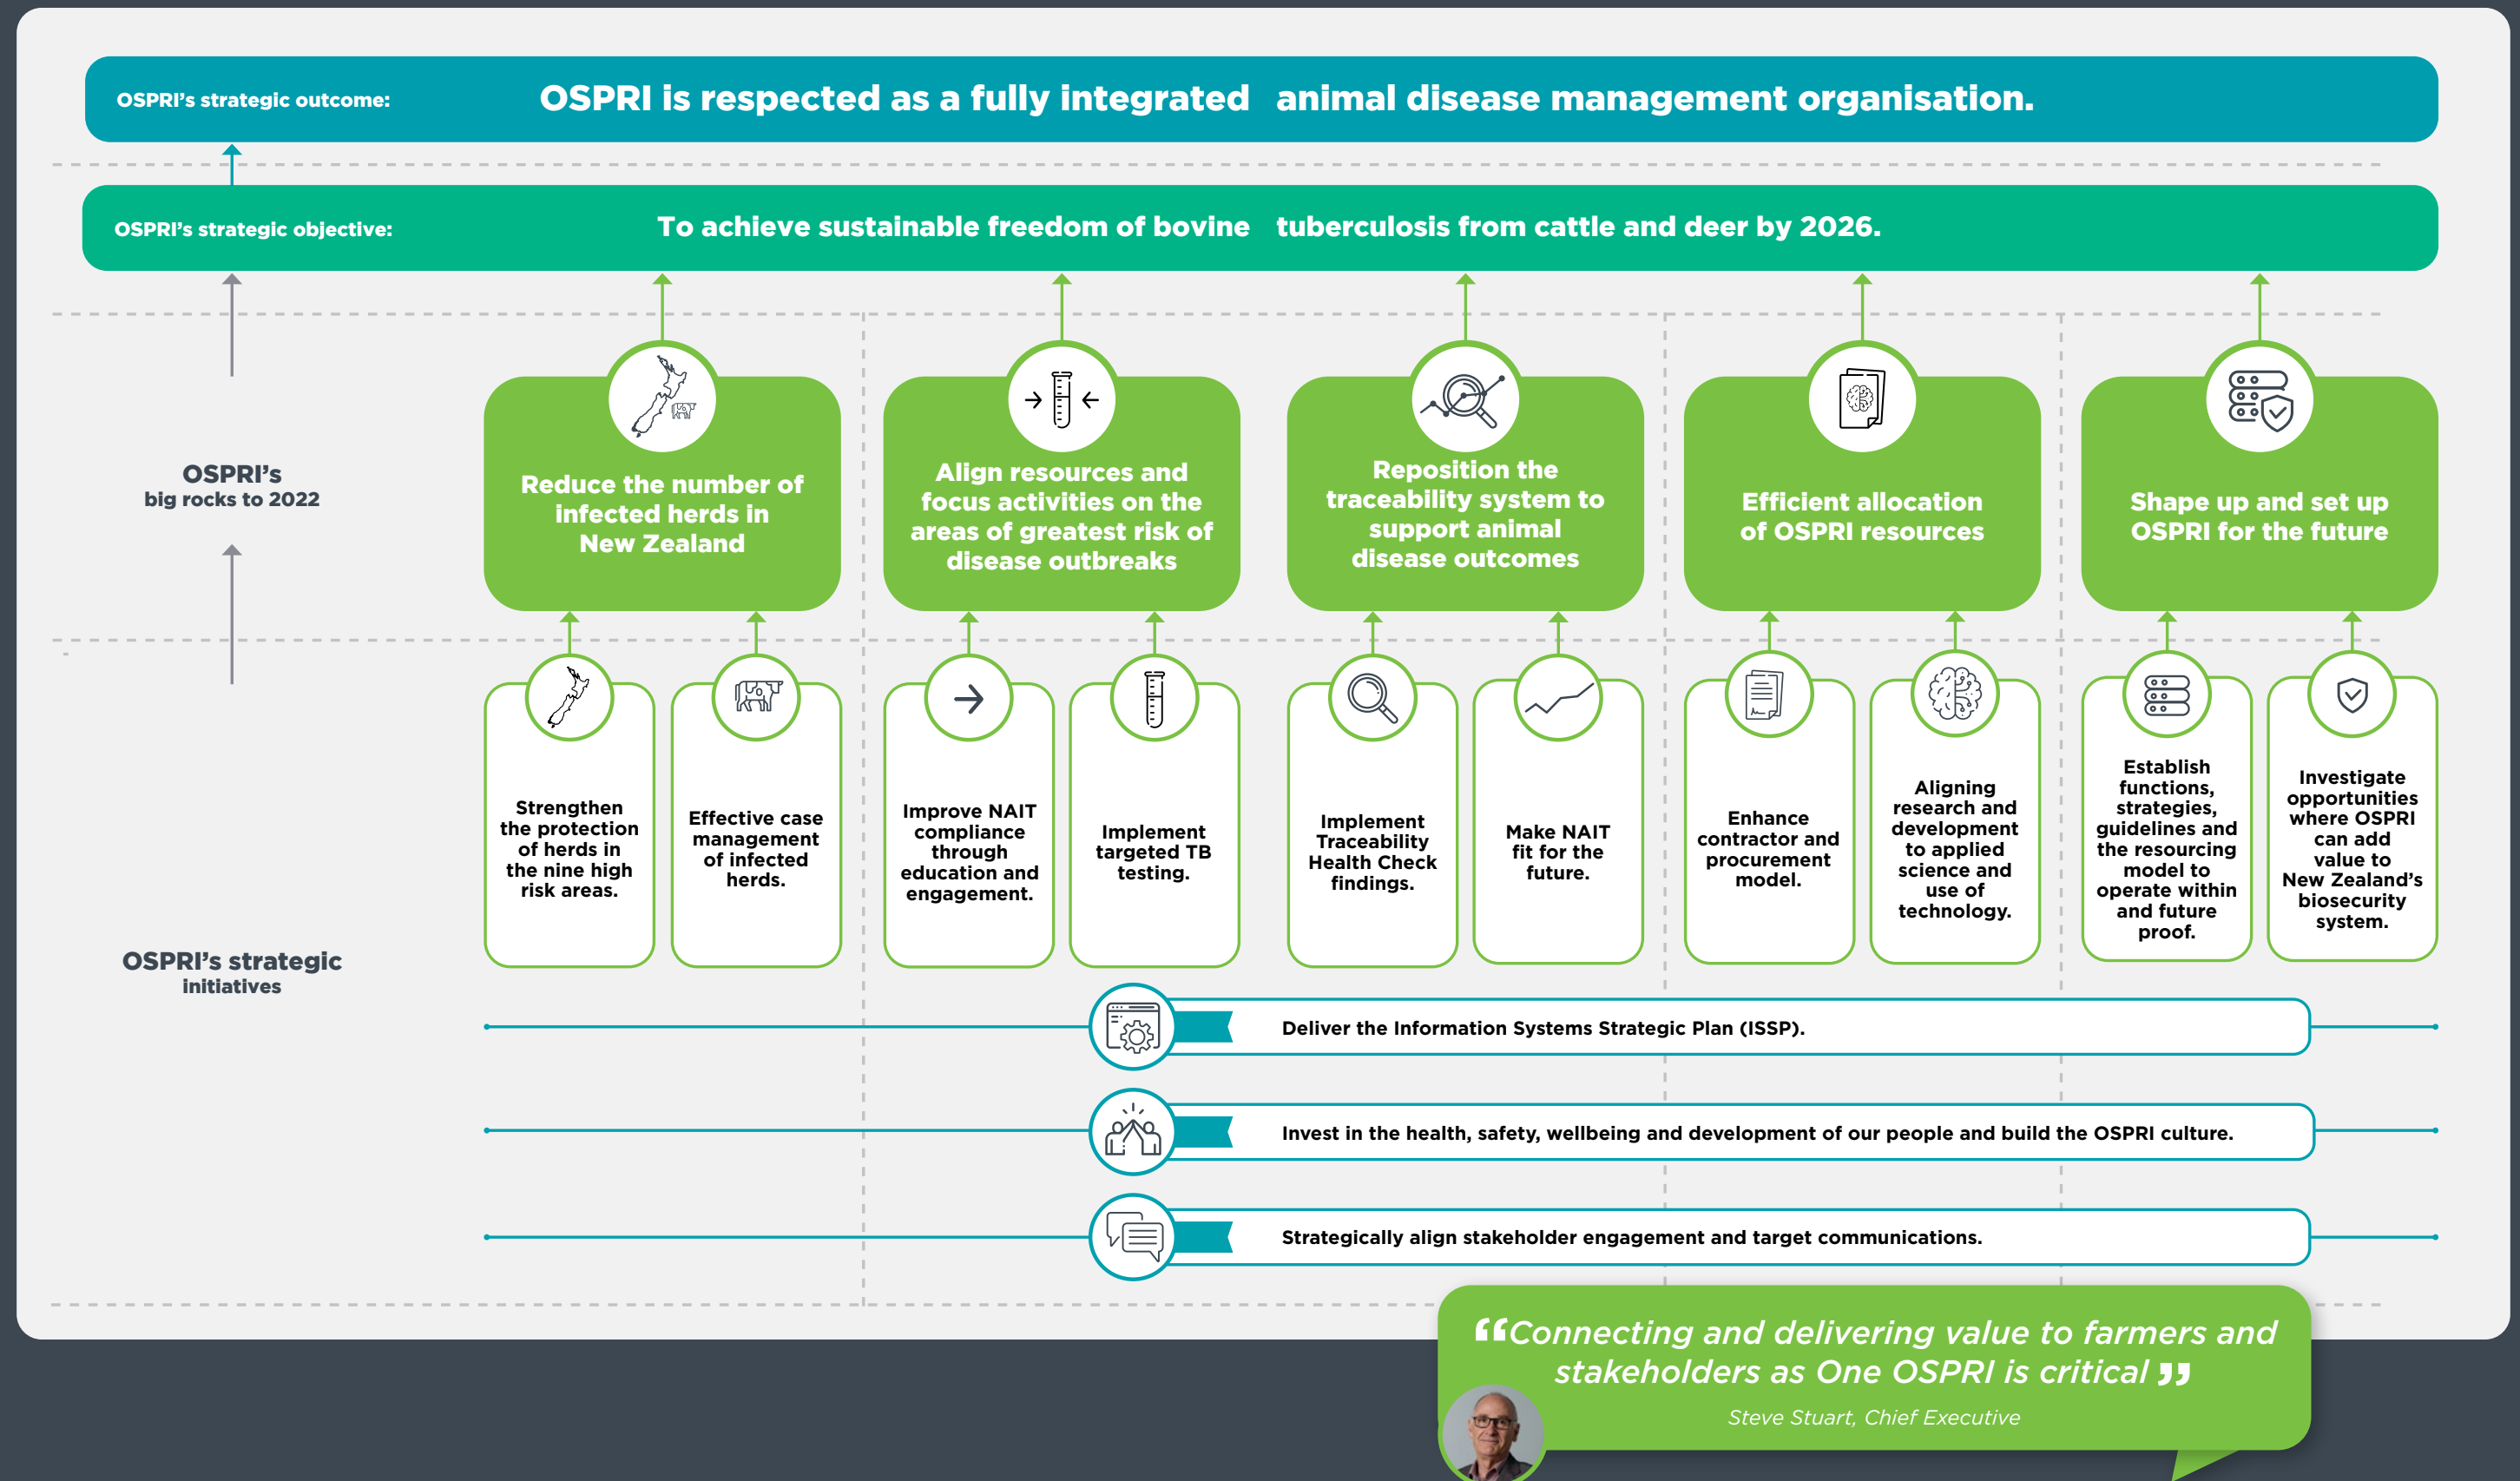 OSPRI's strategic outcome:
OSPRI is respected as a fully integrated animal disease management organisation.
OSPRI's strategic objective:
To achieve sustainable freedom of bovine tuberculosis from cattle and deer by 2026.
OSPRI's
big rocks to 2022
Reduce the number of
infected herds in
New Zealand
Align resources and
focus activities on the
areas of greatest risk of
disease outbreaks
Reposition the
traceability system to
support animal
disease outcomes
Efficient allocation
of OSPRI resources
Shape up and set up
OSPRI for the future
OSPRI's strategic
initiatives
Strengthen
the protection
of herds in
the nine high
risk areas.
Effective case
management
of infected
herds.
Improve NAIT
compliance
through
education and
engagement.
Implement
targeted TB
testing.
Implement
Traceability
Health Check
findings.
Make NAIT
fit for the
future.
Enhance
contractor and
procurement
model.
Aligning
research and
development
to applied
science and
use of
technology.
Establish
functions,
strategies,
guidelines and
the resourcing
model to
operate within
and future
proof.
Investigate
opportunities
where OSPRI
can add
value to
New Zealand's
biosecurity
system.
Deliver the Information Systems Strategic Plan (ISSP).
Invest in the health, safety, wellbeing and development of our people and build the OSPRI culture.
Strategically align stakeholder engagement and target communications.
“Connecting and delivering value to farmers and
stakeholders as One OSPRI is critical”
Steve Stuart, Chief Executive